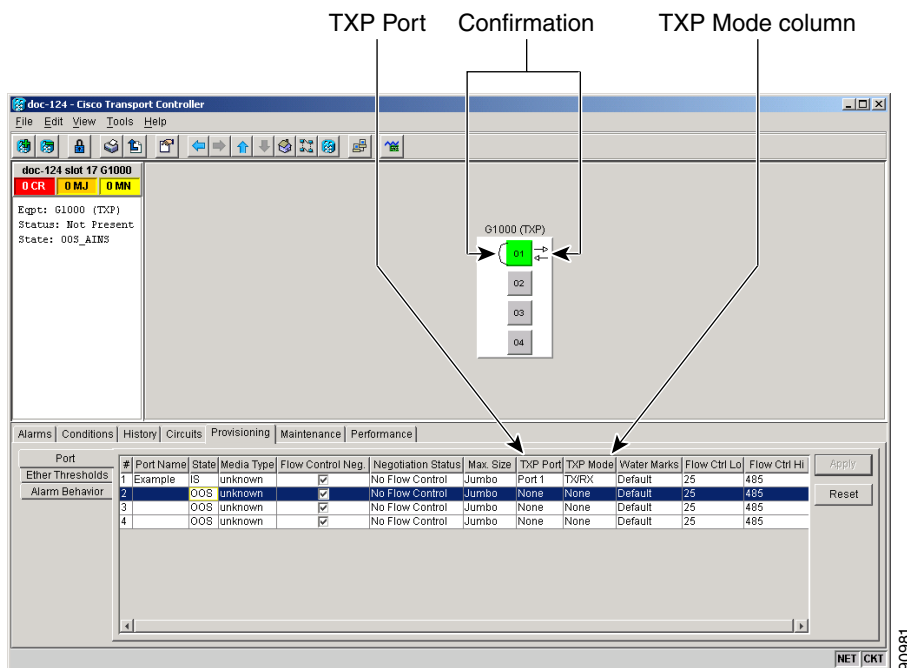 TXP Port Confirmation TXP Mode column
doc-124 - Cisco Transport Controller
File Edit View Tools Help
doc-124 slot 17 G1000
0 CR 0 MJ 0 MN
Eqpt: G1000 (TXP)
Status: Not Present
State: OOS_AINS
G1000 (TXP)
01
02
03
04
Alarms Conditions History Circuits Provisioning Maintenance Performance
Port
Ether Thresholds
Alarm Behavior
# Port Name State Media Type Flow Control Neg. Negotiation Status Max. Size TXP Port TXP Mode Water Marks Flow Ctrl Lo Flow Ctrl Hi
1 Example IS unknown No Flow Control Jumbo Port 1 TX/RX Default 25 485
2 OOS unknown No Flow Control Jumbo None None Default 25 485
3 OOS unknown No Flow Control Jumbo None None Default 25 485
4 OOS unknown No Flow Control Jumbo None None Default 25 485
Apply
Reset
NET CKT
90981